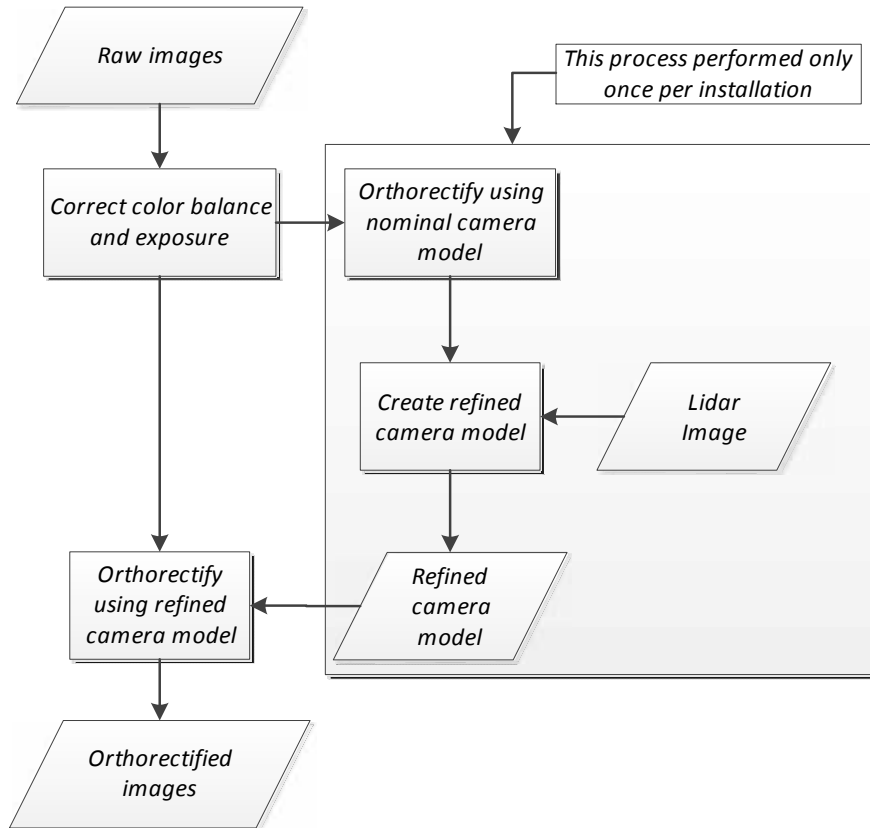 Raw images
This process performed only
once per installation
Correct color balance
and exposure
Orthorectify using
nominal camera
model
Create refined
camera model
Lidar
Image
Orthorectify
using refined
camera model
Refined
camera
model
Orthorectified
images